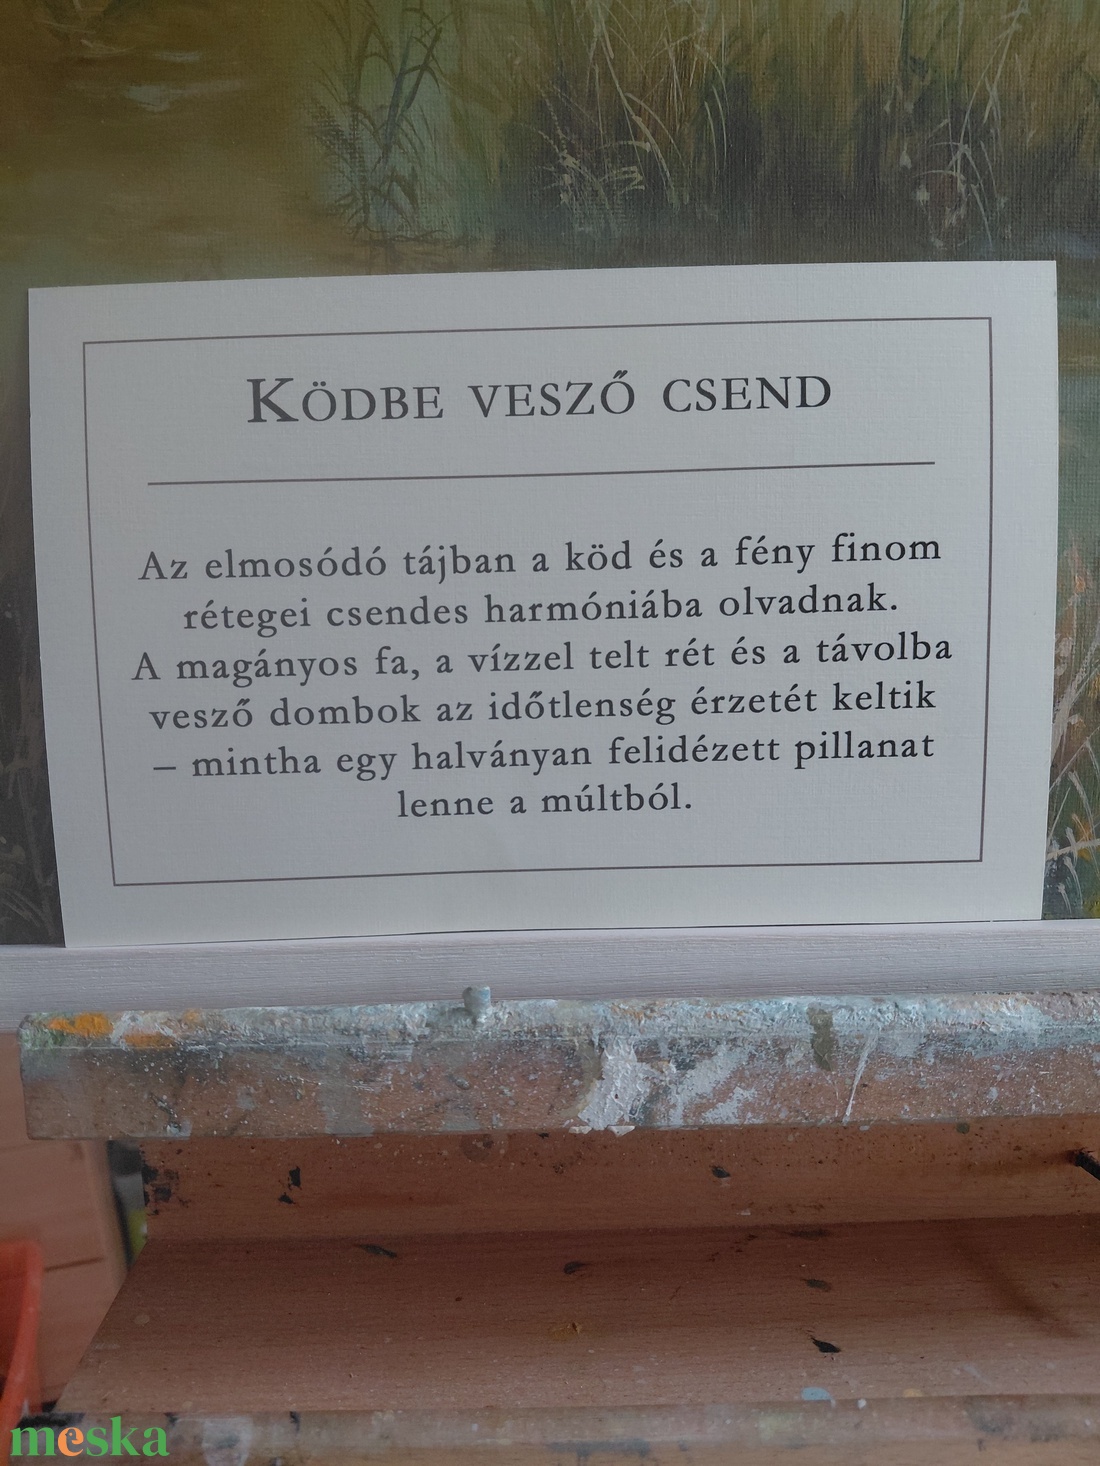 Ködbe vesző csend
Az elmosódó tájban a köd és a fény finom
rétegei csendes harmóniába olvadnak.
A magányos fa, a vízzel telt rét és a távolba
vesző dombok az időtlenség érzetét keltik
– mintha egy halványan felidézett pillanat
lenne a múltból.
meska